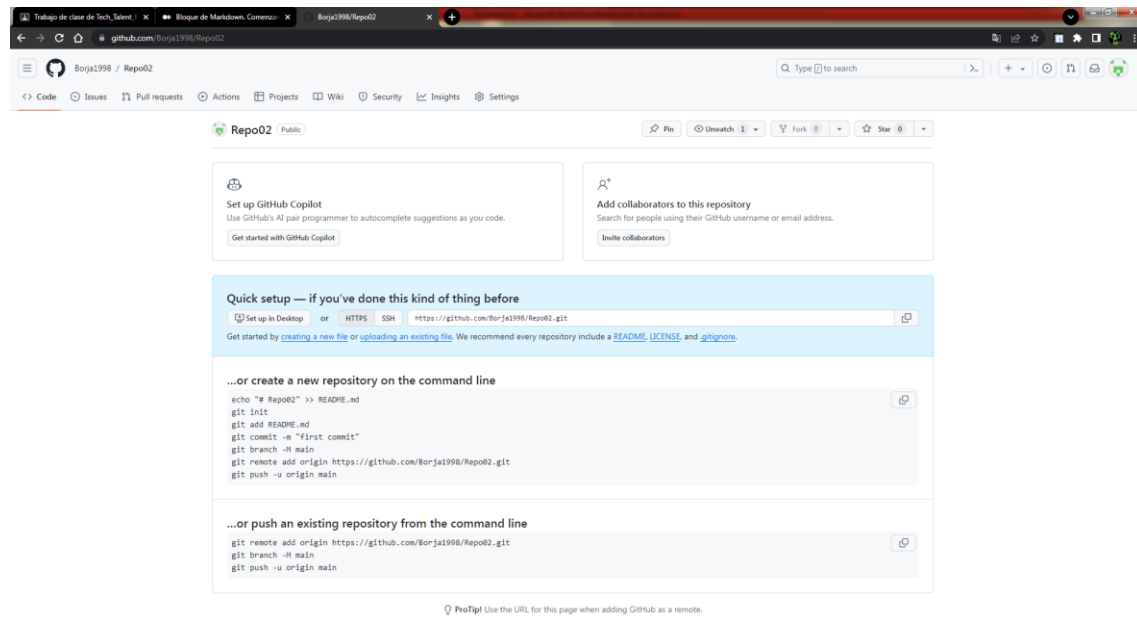 Trabajo de clase de Tech_Talent_
Bloque de Markdown. Comenza
Borja1998/Repo02
github.com/Borja1998/Repo02
Borja1998 / Repo02
Type / to search
<> Code Issues Pull requests Actions Projects Wiki Security Insights Settings
Repo02 Public
Pin Unwatch 1 Fork 0 Star 0
Set up GitHub Copilot
Use GitHub's AI pair programmer to autocomplete suggestions as you code.
Get started with GitHub Copilot
Add collaborators to this repository
Search for people using their GitHub username or email address.
Invite collaborators
Quick setup — if you've done this kind of thing before
Set up in Desktop or HTTPS SSH https://github.com/Borja1998/Repo02.git
Get started by creating a new file or uploading an existing file. We recommend every repository include a README, LICENSE, and .gitignore.
...or create a new repository on the command line
echo "# Repo02" >> README.md
git init
git add README.md
git commit -m "first commit"
git branch -M main
git remote add origin https://github.com/Borja1998/Repo02.git
git push -u origin main
...or push an existing repository from the command line
git remote add origin https://github.com/Borja1998/Repo02.git
git branch -M main
git push -u origin main
ProTip! Use the URL for this page when adding GitHub as a remote.